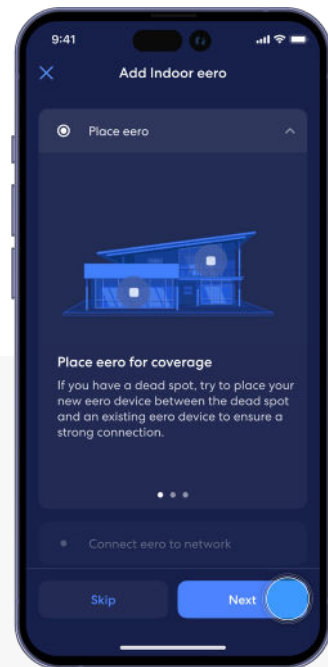 9:41
Add Indoor eero
Place eero
Place eero for coverage
If you have a dead spot, try to place your
new eero device between the dead spot
and an existing eero device to ensure a
strong connection.
Connect eero to network
Skip
Next